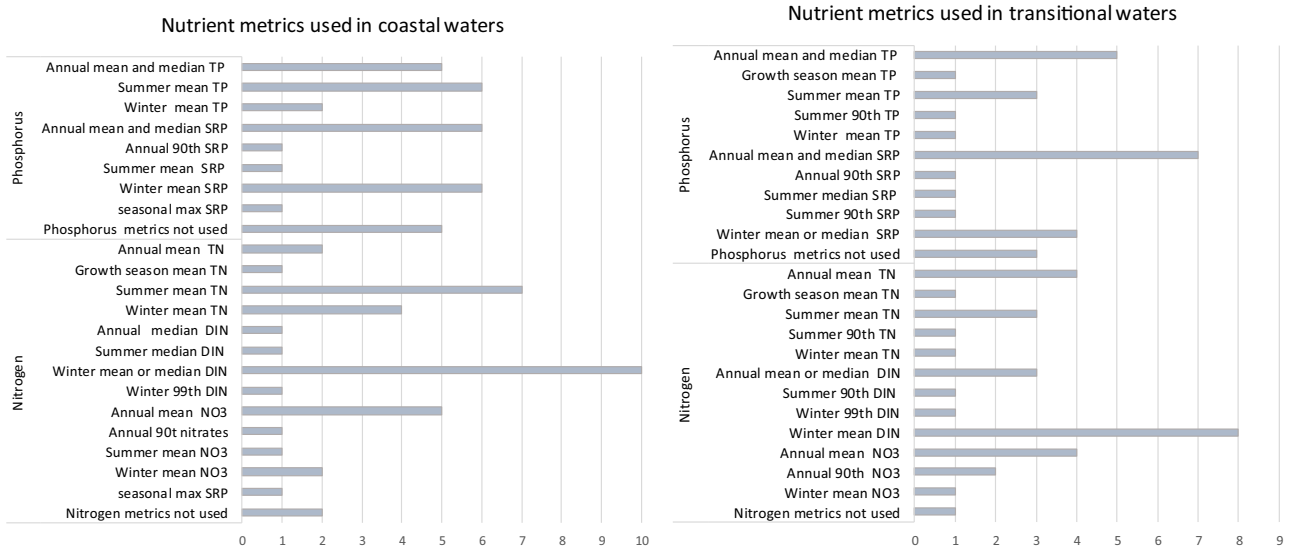 Nutrient metrics used in coastal waters
Phosphorus
Annual mean and median TP
Summer mean TP
Winter mean TP
Annual mean and median SRP
Annual 90th SRP
Summer mean SRP
Winter mean SRP
seasonal max SRP
Phosphorus metrics not used
Nitrogen
Annual mean TN
Growth season mean TN
Summer mean TN
Winter mean TN
Annual median DIN
Summer median DIN
Winter mean or median DIN
Winter 99th DIN
Annual mean NO3
Annual 90t nitrates
Summer mean NO3
Winter mean NO3
seasonal max SRP
Nitrogen metrics not used
0 1 2 3 4 5 6 7 8 9 10
Nutrient metrics used in transitional waters
Phosphorus
Annual mean and median TP
Growth season mean TP
Summer mean TP
Summer 90th TP
Winter mean TP
Annual mean and median SRP
Annual 90th SRP
Summer median SRP
Summer 90th SRP
Winter mean or median SRP
Phosphorus metrics not used
Nitrogen
Annual mean TN
Growth season mean TN
Summer mean TN
Summer 90th TN
Winter mean TN
Annual mean or median DIN
Summer 90th DIN
Winter 99th DIN
Winter mean DIN
Annual mean NO3
Annual 90th NO3
Winter mean NO3
Nitrogen metrics not used
0 1 2 3 4 5 6 7 8 9